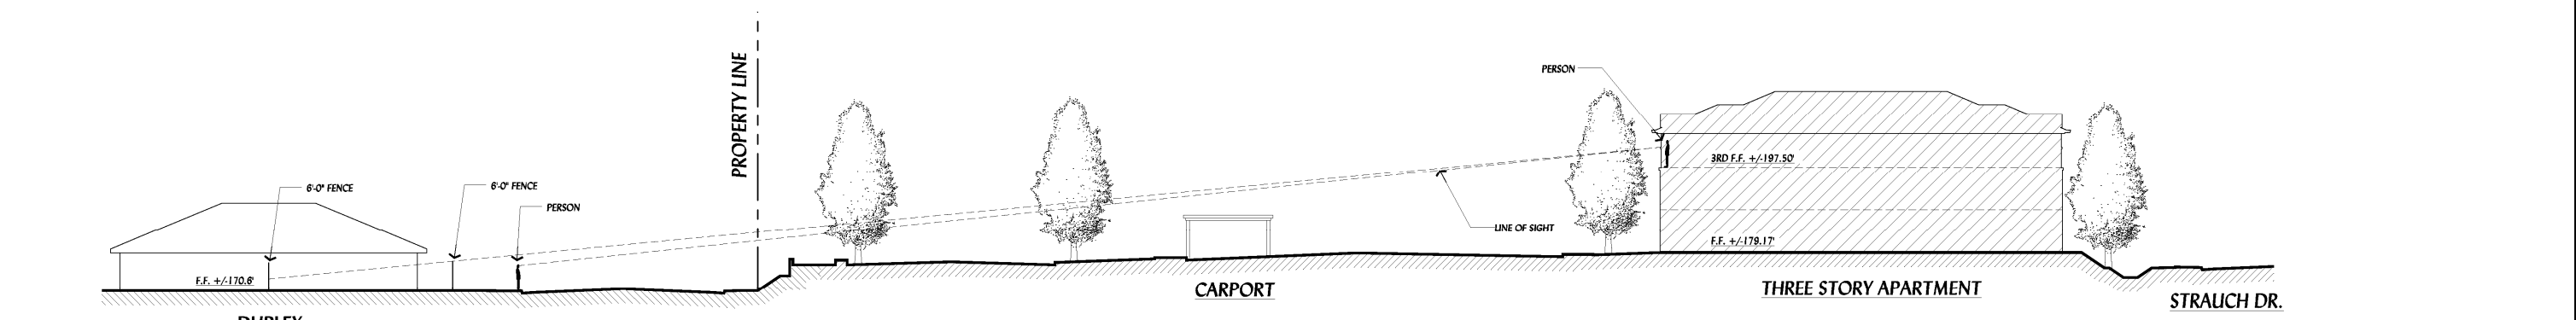 PROPERTY LINE
PERSON
6'-0" FENCE
6'-0" FENCE
PERSON
3RD F.F. +/-197.50'
LINE OF SIGHT
F.F. +/-179.17'
F.F. +/-170.6'
CARPORT
THREE STORY APARTMENT
STRAUCH DR.